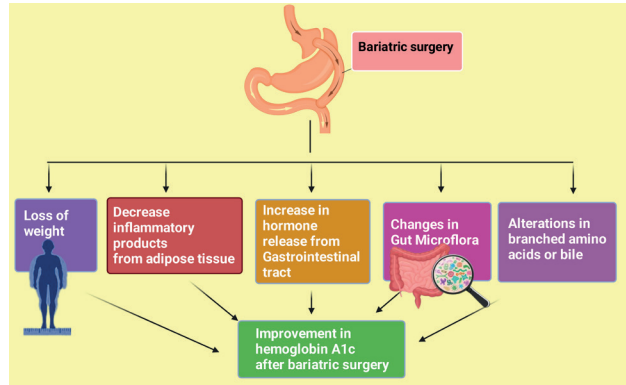 Bariatric surgery
Loss of
weight
Decrease
inflammatory
products
from adipose tissue
Increase in
hormone
release from
Gastrointestinal
tract
Changes in
Gut Microflora
Alterations in
branched amino
acids or bile
Improvement in
hemoglobin A1c
after bariatric surgery